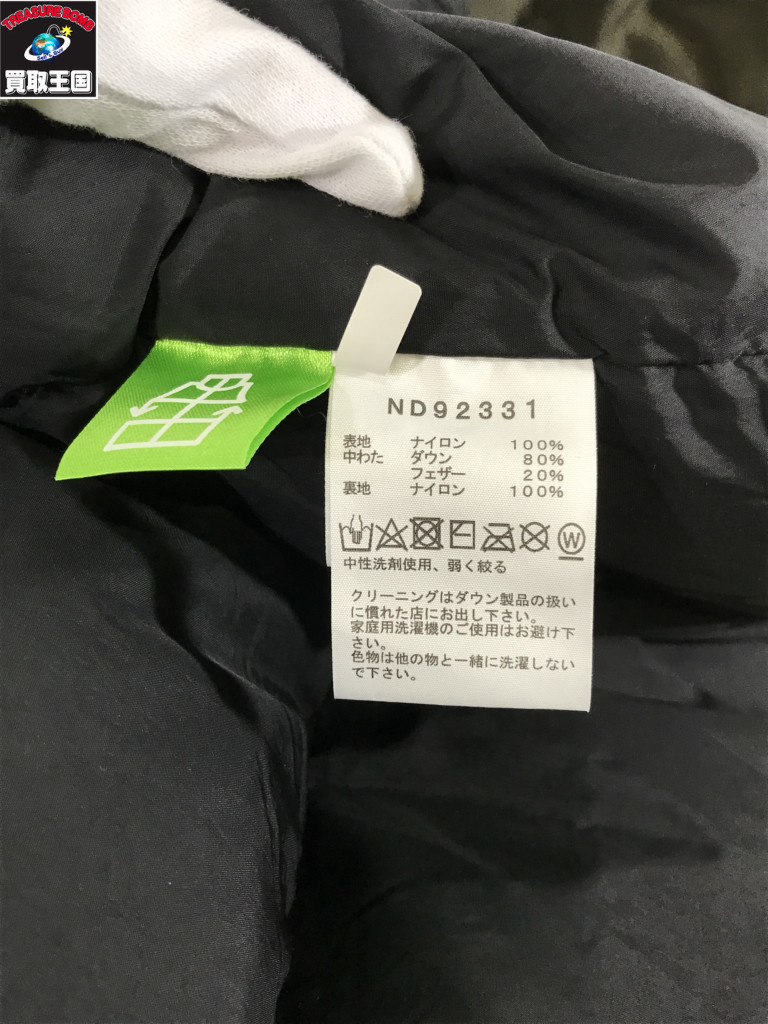 TREASURE BOMB
買取王国
ND92331
表地 ナイロン 100%
中わた ダウン 80%
フェザー 20%
裏地 ナイロン 100%
W
中性洗剤使用、弱く絞る
クリーニングはダウン製品の扱い
に慣れた店にお出し下さい。
家庭用洗濯機のご使用はお避け下
さい。
色物は他の物と一緒に洗濯しない
で下さい。